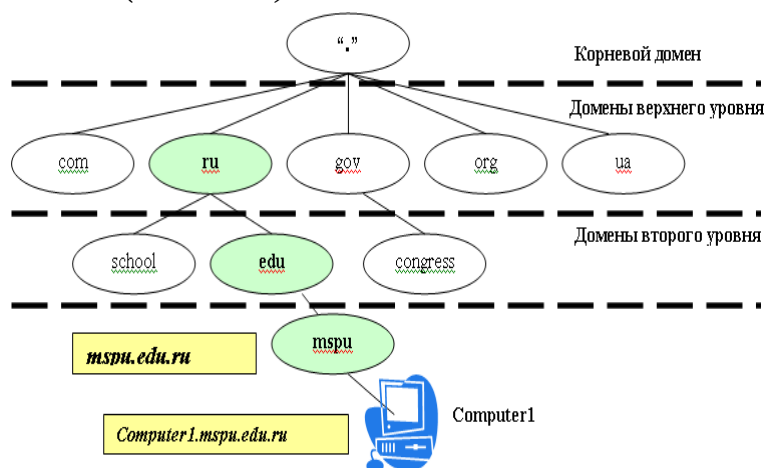 “.”
Корневой домен
Домены верхнего уровня
com
ru
gov
org
ua
Домены второго уровня
school
edu
congress
mspu
mspu.edu.ru
Computer1
Computer1.mspu.edu.ru